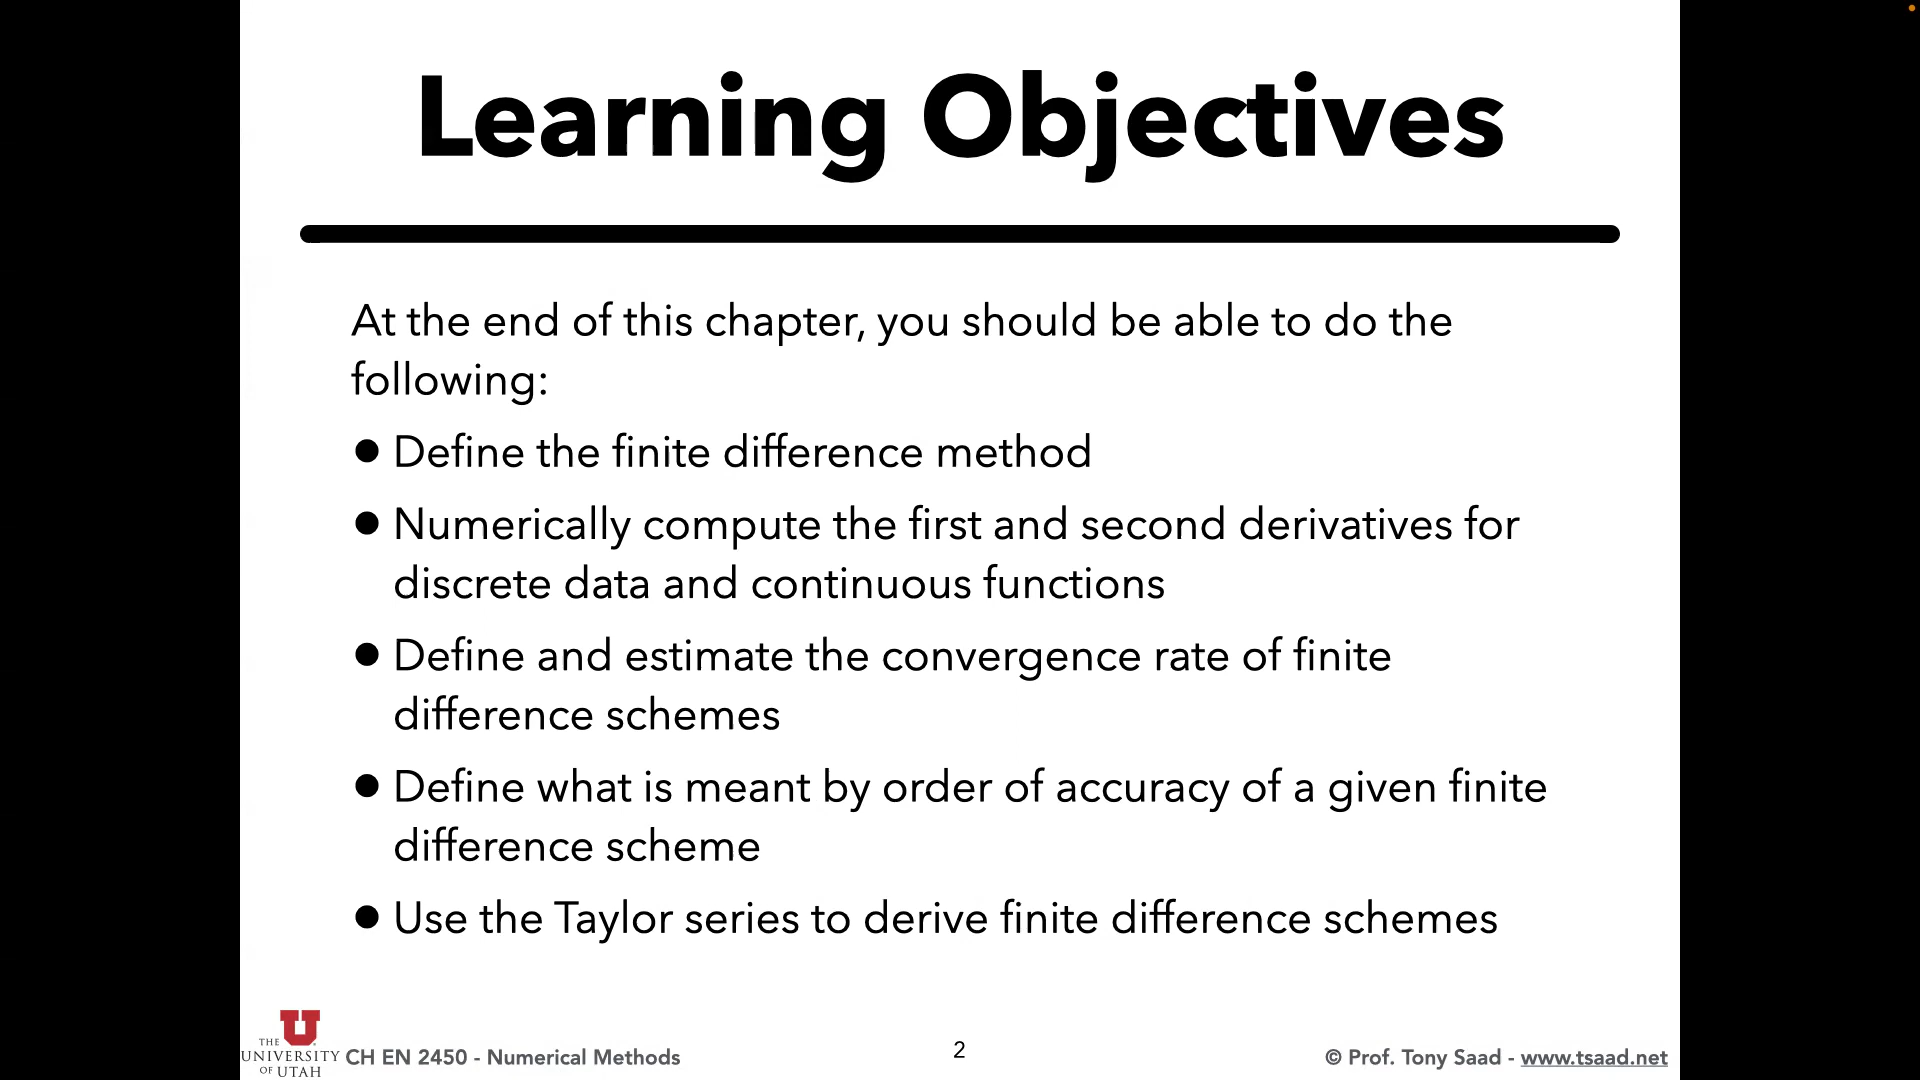 Learning Objectives
At the end of this chapter, you should be able to do the
following:
● Define the finite difference method
● Numerically compute the first and second derivatives for
discrete data and continuous functions
● Define and estimate the convergence rate of finite
difference schemes
● Define what is meant by order of accuracy of a given finite
difference scheme
● Use the Taylor series to derive finite difference schemes
THE
UNIVERSITY
OF UTAH
CH EN 2450 - Numerical Methods
2
© Prof. Tony Saad - www.tsaad.net